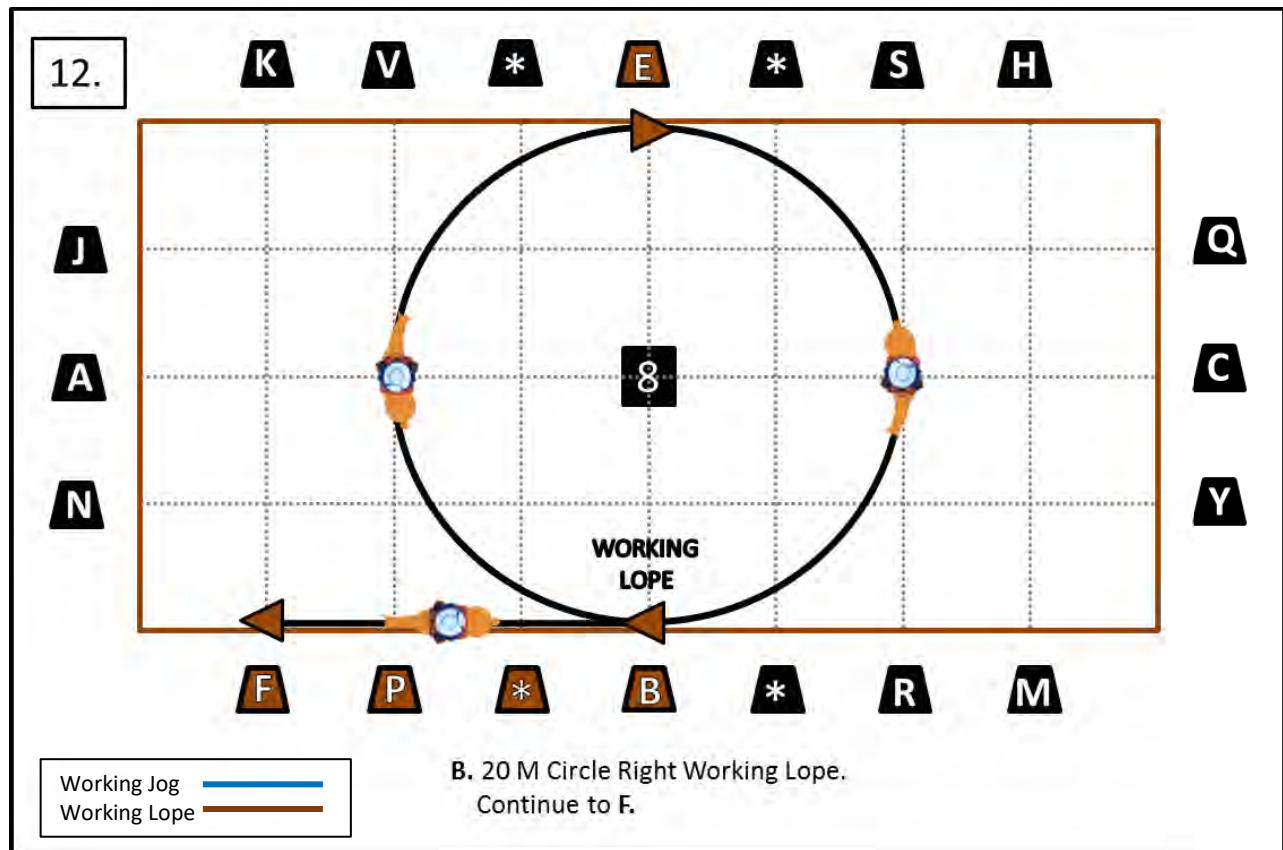 12.
K V * E * S H
J Q
A 8 C
N Y
WORKING
LOPE
F P * B * R M
B. 20 M Circle Right Working Lope.
Continue to F.
Working Jog
Working Lope